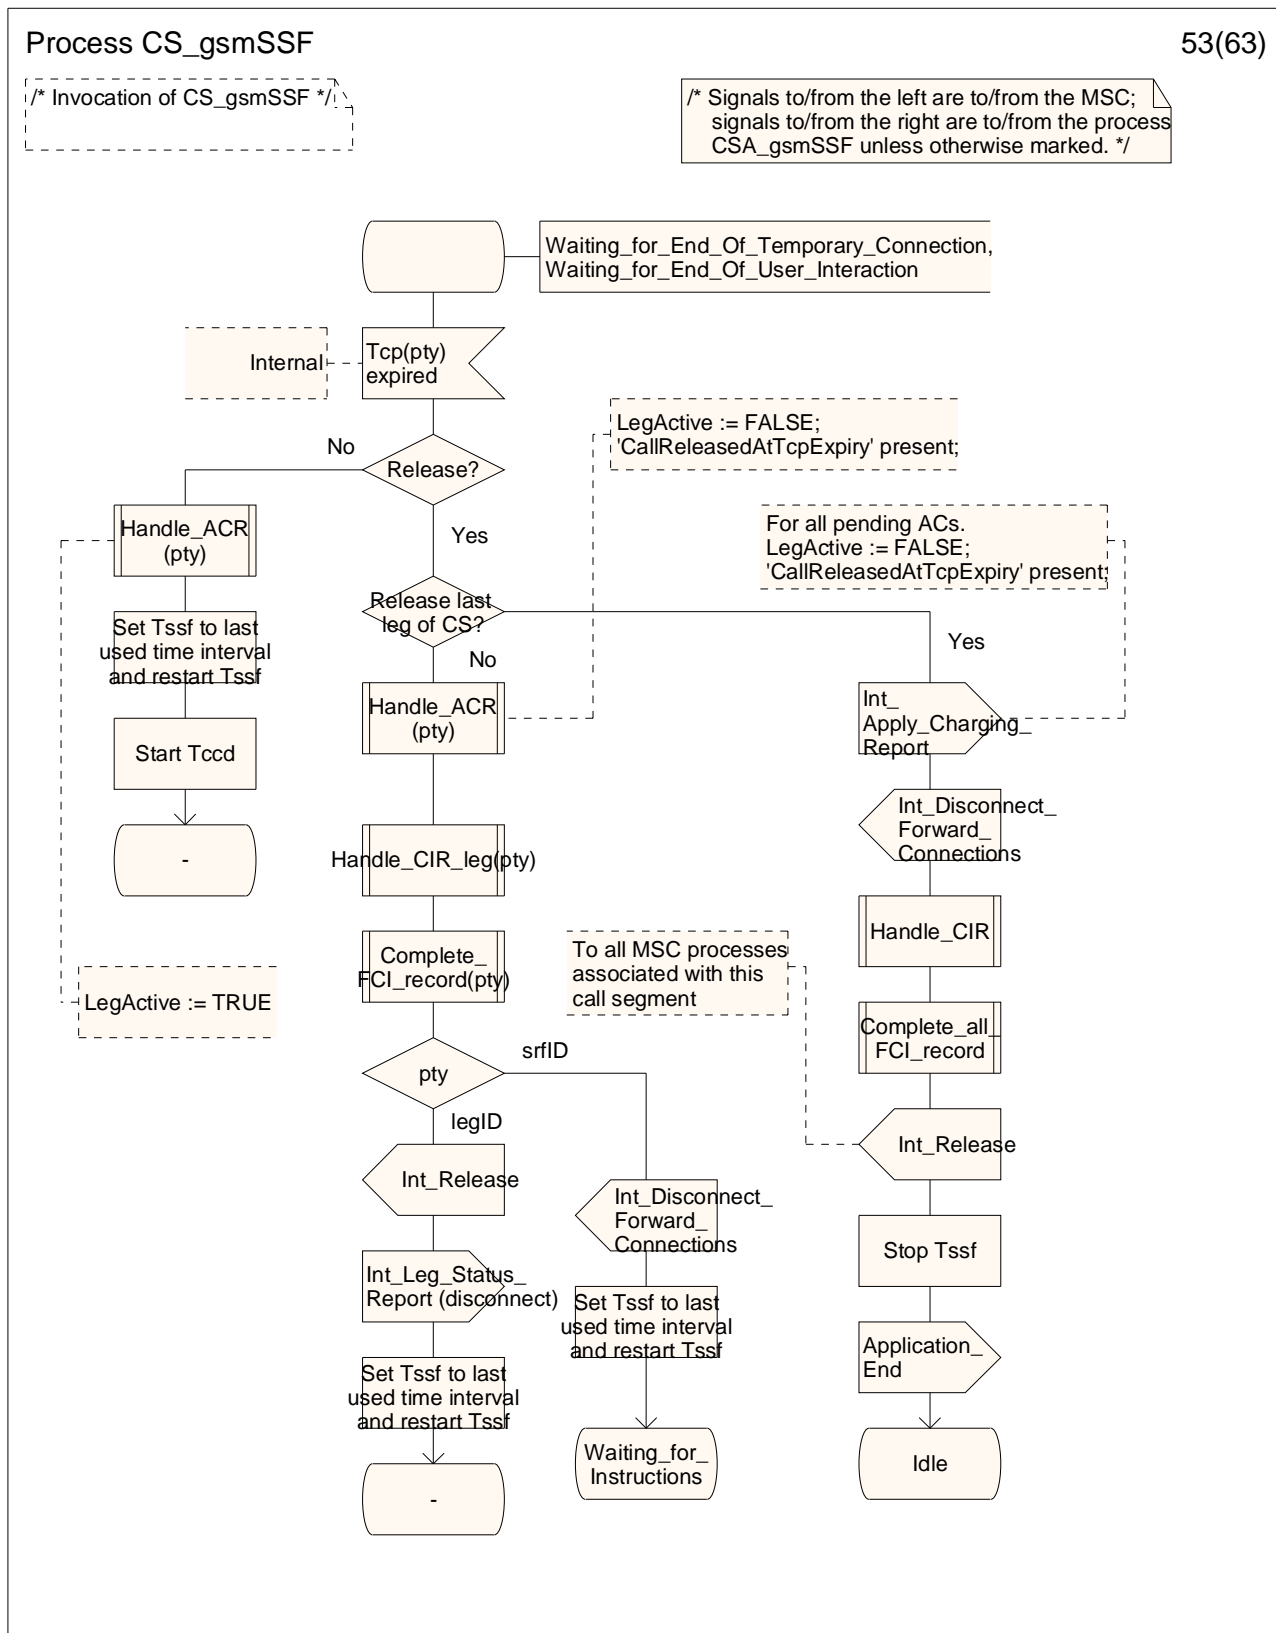 Process CS_gsmSSF
53(63)
/* Invocation of CS_gsmSSF */
/* Signals to/from the left are to/from the MSC;
signals to/from the right are to/from the process
CSA_gsmSSF unless otherwise marked. */
Waiting_for_End_Of_Temporary_Connection,
Waiting_for_End_Of_User_Interaction
Internal
Tcp(pty)
expired
LegActive := FALSE;
'CallReleasedAtTcpExpiry' present;
No
Release?
Handle_ACR
(pty)
Yes
For all pending ACs.
LegActive := FALSE;
'CallReleasedAtTcpExpiry' present;
Release last
leg of CS?
Set Tssf to last
used time interval
and restart Tssf
Yes
No
Handle_ACR
(pty)
Int_
Apply_Charging_
Report
Start Tccd
Int_Disconnect_
Forward_
Connections
-
Handle_CIR_leg(pty)
Handle_CIR
To all MSC processes
associated with this
call segment
Complete_
FCI_record(pty)
LegActive := TRUE
Complete_all_
FCI_record
srfID
pty
legID
Int_Release
Int_Release
Int_Disconnect_
Forward_
Connections
Stop Tssf
Int_Leg_Status_
Report (disconnect)
Set Tssf to last
used time interval
and restart Tssf
Application_
End
Set Tssf to last
used time interval
and restart Tssf
Waiting_for_
Instructions
Idle
-